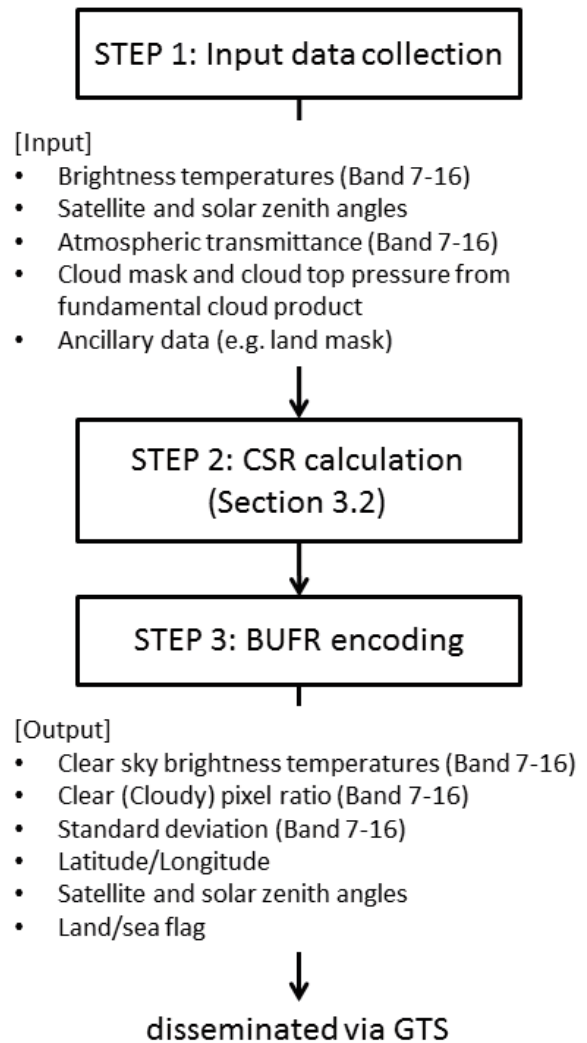 STEP 1: Input data collection
[Input]
• Brightness temperatures (Band 7-16)
• Satellite and solar zenith angles
• Atmospheric transmittance (Band 7-16)
• Cloud mask and cloud top pressure from
fundamental cloud product
• Ancillary data (e.g. land mask)
STEP 2: CSR calculation
(Section 3.2)
STEP 3: BUFR encoding
[Output]
• Clear sky brightness temperatures (Band 7-16)
• Clear (Cloudy) pixel ratio (Band 7-16)
• Standard deviation (Band 7-16)
• Latitude/Longitude
• Satellite and solar zenith angles
• Land/sea flag
disseminated via GTS